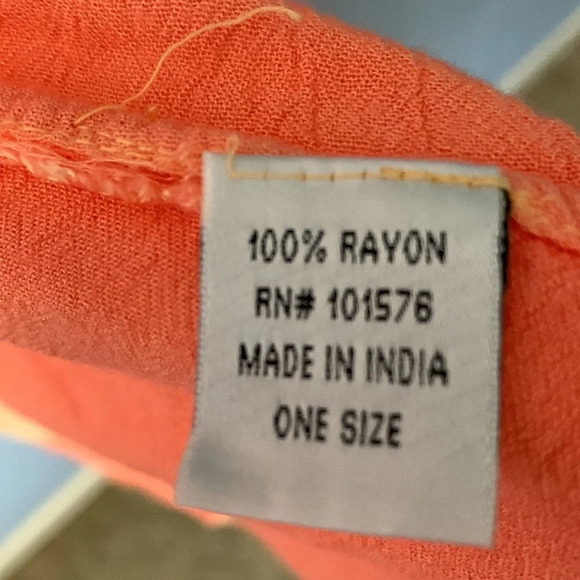 100% RAYON
RN# 101576
MADE IN INDIA
ONE SIZE